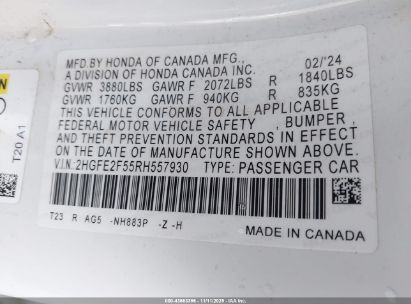 MFD.BY HONDA OF CANADA MFG., 02/'24
A DIVISION OF HONDA CANADA INC.
GVWR 3880LBS GAWR F 2072LBS R 1840LBS
GVWR 1760KG GAWR F 940KG R 835KG
THIS VEHICLE CONFORMS TO ALL APPLICABLE
FEDERAL MOTOR VEHICLE SAFETY, BUMPER,
AND THEFT PREVENTION STANDARDS IN EFFECT
ON THE DATE OF MANUFACTURE SHOWN ABOVE.
V.I.N: 2HGFE2F55RH557930 TYPE: PASSENGER CAR
T23 R AG5 -NH883P -Z -H
MADE IN CANADA
T20 A1